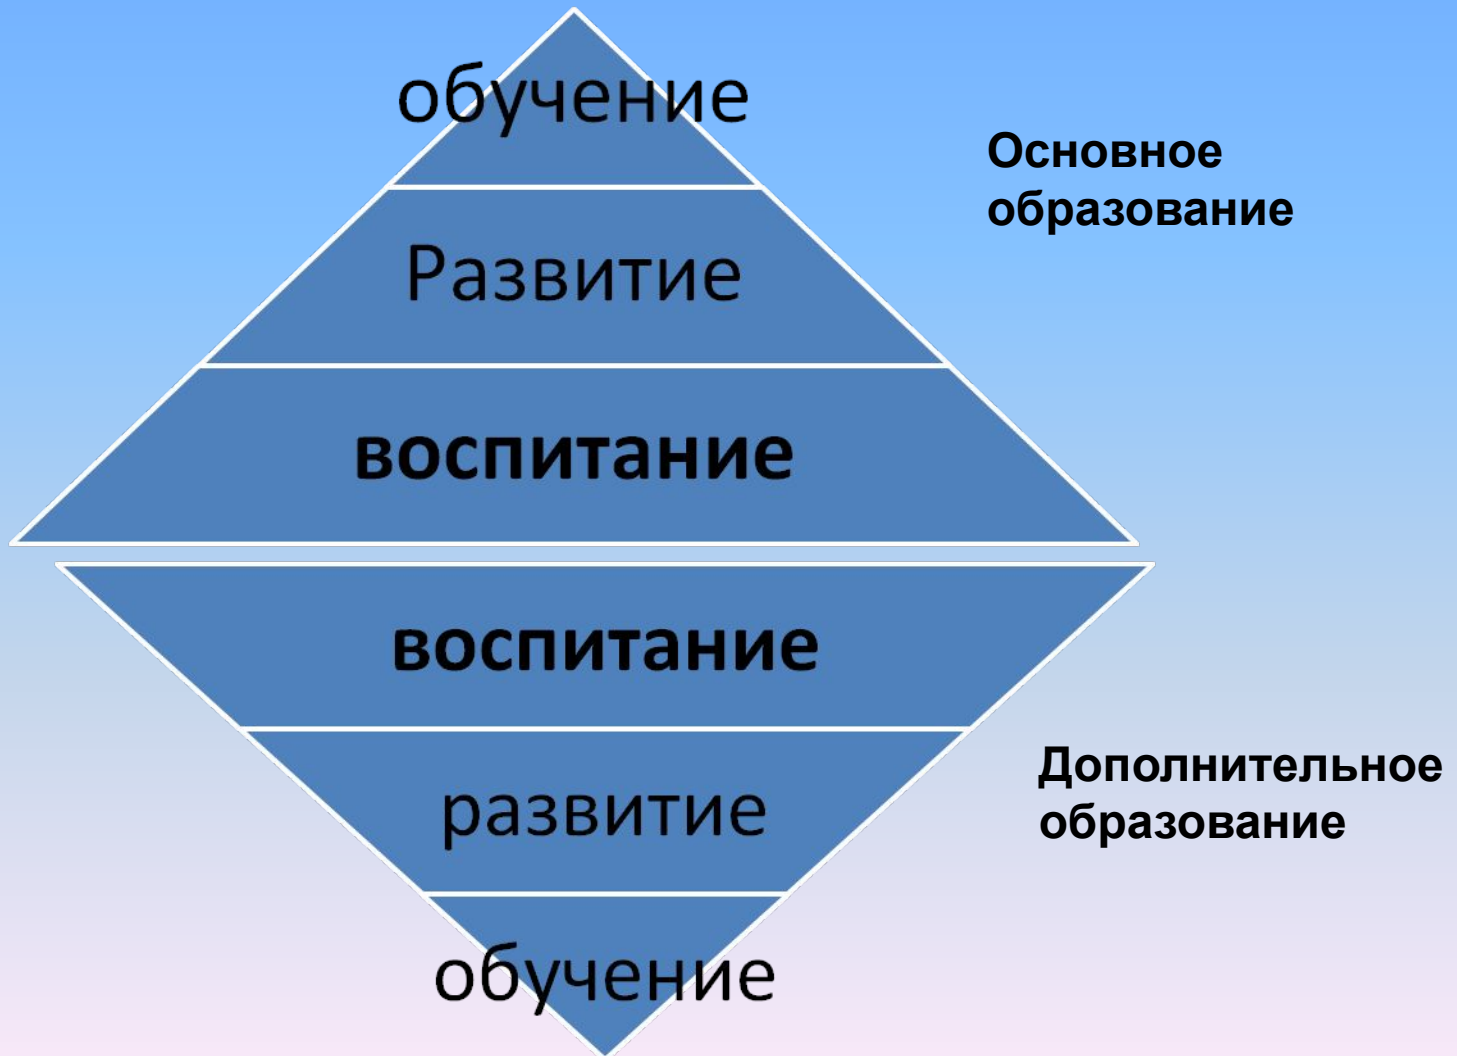 обучение
Основное
образование
Развитие
воспитание
воспитание
развитие
Дополнительное
образование
обучение